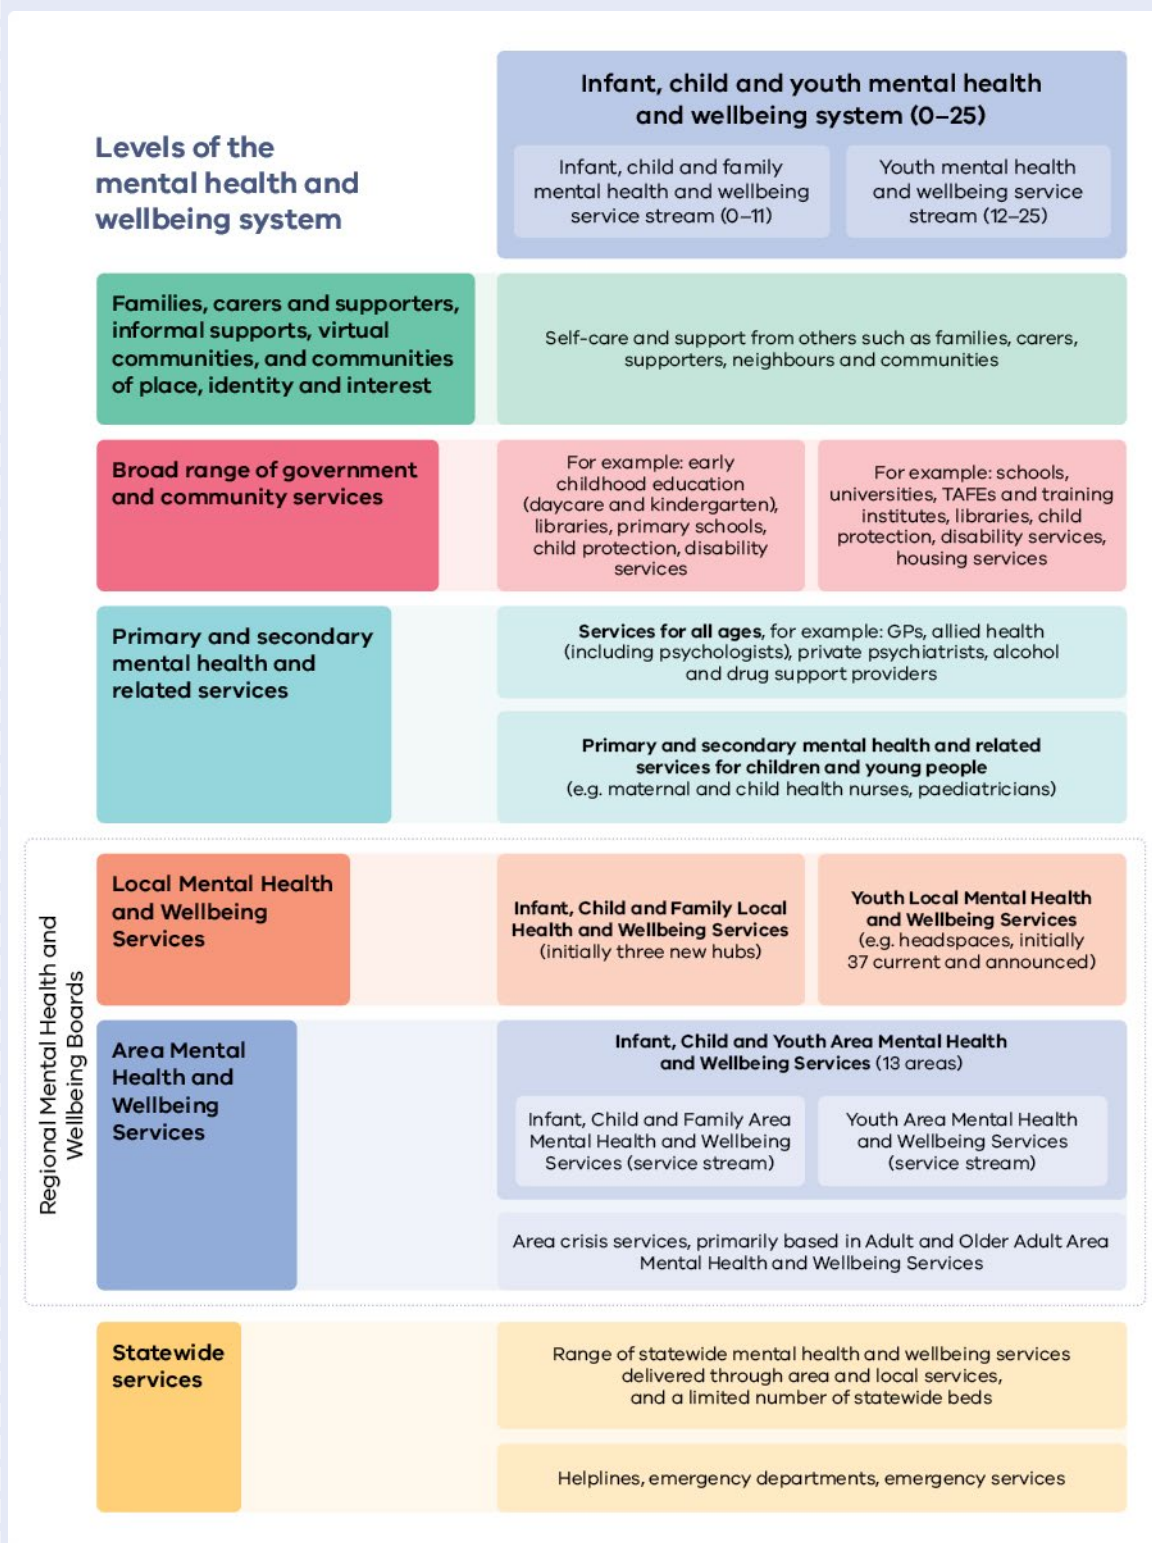 Levels of the
mental health and
wellbeing system
Infant, child and youth mental health
and wellbeing system (0–25)
Infant, child and family
mental health and wellbeing
service stream (0–11)
Youth mental health
and wellbeing service
stream (12–25)
Families, carers and supporters,
informal supports, virtual
communities, and communities
of place, identity and interest
Self-care and support from others such as families, carers,
supporters, neighbours and communities
Broad range of government
and community services
For example: early
childhood education
(daycare and kindergarten),
libraries, primary schools,
child protection, disability
services
For example: schools,
universities, TAFEs and training
institutes, libraries, child
protection, disability services,
housing services
Primary and secondary
mental health and
related services
Services for all ages, for example: GPs, allied health
(including psychologists), private psychiatrists, alcohol
and drug support providers
Primary and secondary mental health and related
services for children and young people
(e.g. maternal and child health nurses, paediatricians)
Regional Mental Health and
Wellbeing Boards
Local Mental Health
and Wellbeing
Services
Infant, Child and Family Local
Health and Wellbeing Services
(initially three new hubs)
Youth Local Mental Health
and Wellbeing Services
(e.g. headspaces, initially
37 current and announced)
Area Mental
Health and
Wellbeing
Services
Infant, Child and Youth Area Mental Health
and Wellbeing Services (13 areas)
Infant, Child and Family Area
Mental Health and Wellbeing
Services (service stream)
Youth Area Mental Health
and Wellbeing Services
(service stream)
Area crisis services, primarily based in Adult and Older Adult Area
Mental Health and Wellbeing Services
Statewide
services
Range of statewide mental health and wellbeing services
delivered through area and local services,
and a limited number of statewide beds
Helplines, emergency departments, emergency services